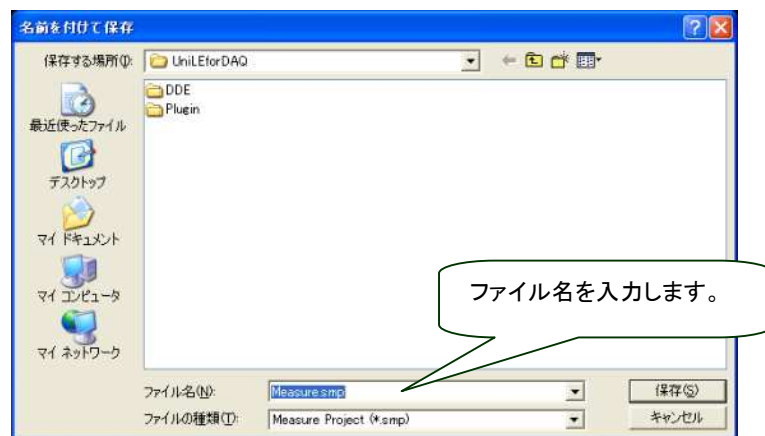 名前を付けて保存
保存する場所(I): UniLEforDAQ
DDE
Plugin
最近使ったファイル
デスクトップ
マイ ドキュメント
マイ コンピュータ
マイ ネットワーク
ファイル名を入力します。
ファイル名(N): Measure.smp 保存(S)
ファイルの種類(T): Measure Project (*.smp) キャンセル